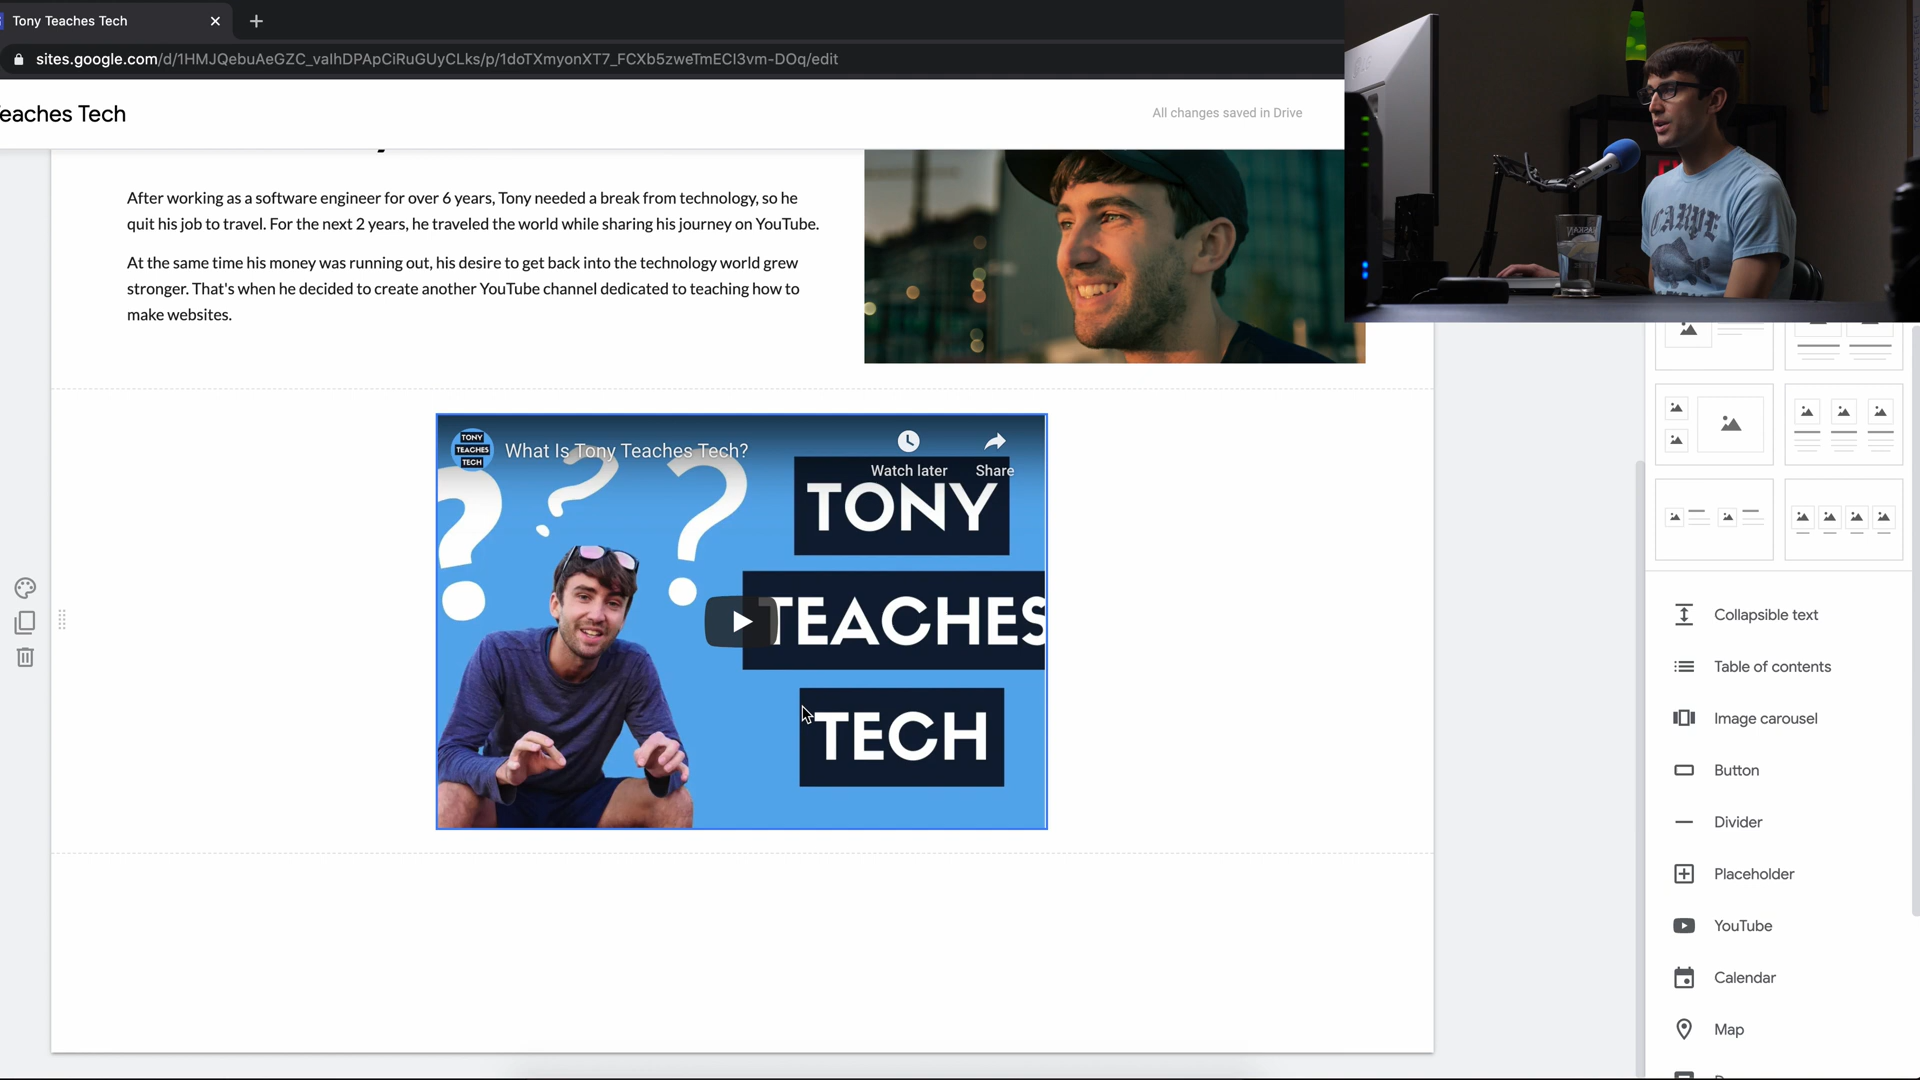 Tony Teaches Tech
sites.google.com/d/1HMJQebuAeGZC_valhDPApCiRuGUyCLks/p/1doTXmyonXT7_FCXb5zweTmECI3vm-DOq/edit
eaches Tech
All changes saved in Drive
After working as a software engineer for over 6 years, Tony needed a break from technology, so he
quit his job to travel. For the next 2 years, he traveled the world while sharing his journey on YouTube.
At the same time his money was running out, his desire to get back into the technology world grew
stronger. That's when he decided to create another YouTube channel dedicated to teaching how to
make websites.
TONY
TEACHES
TECH
What Is Tony Teaches Tech?
Watch later
Share
? ? ?
TONY
TEACHES
TECH
CARPE
Collapsible text
Table of contents
Image carousel
Button
Divider
Placeholder
YouTube
Calendar
Map